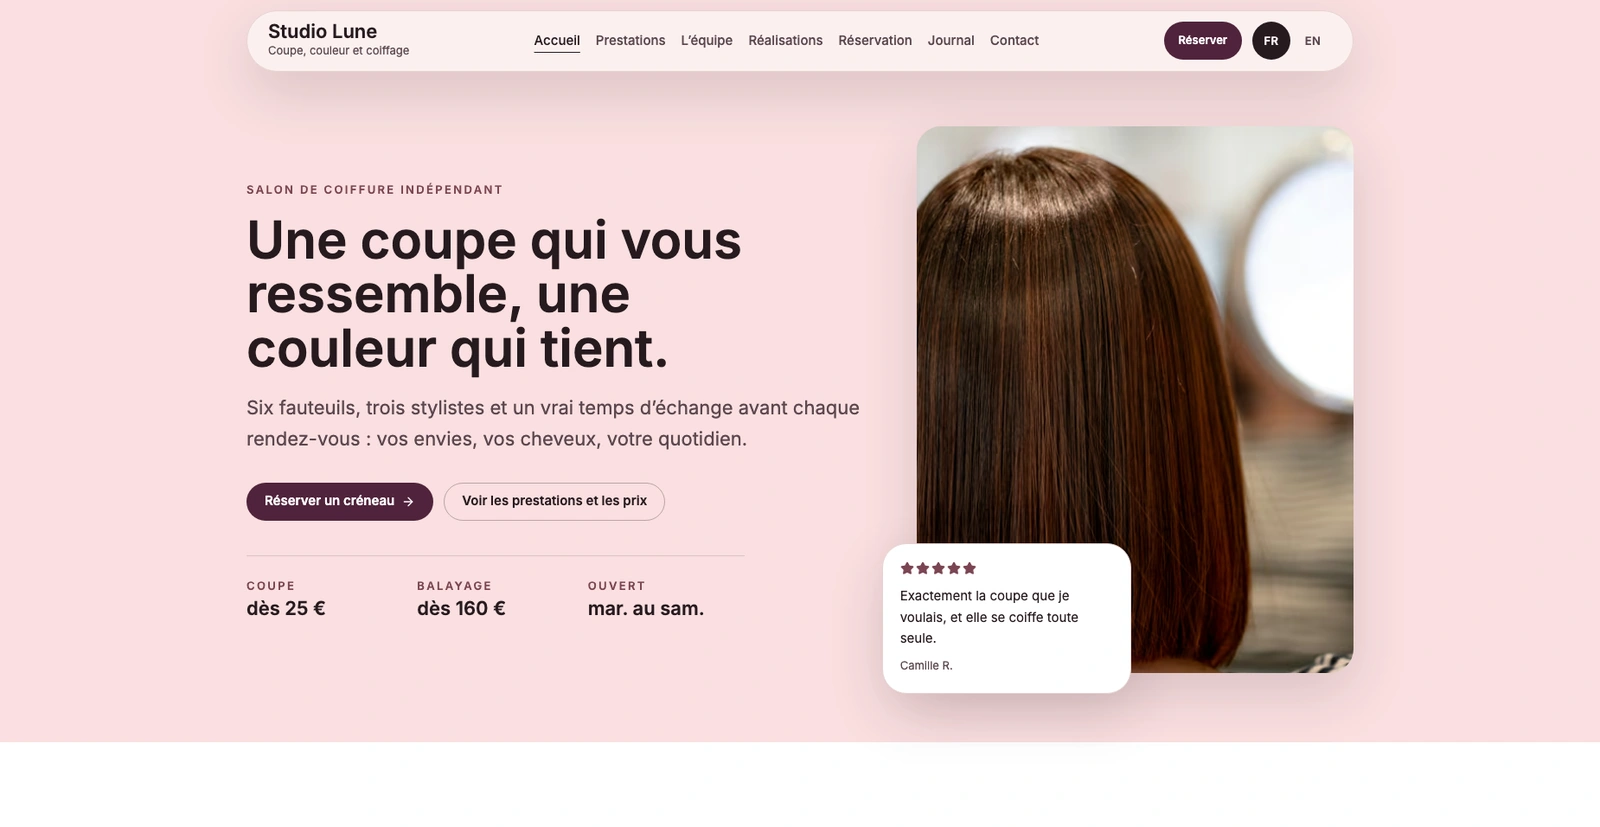 Studio Lune
Coupe, couleur et coiffage
Accueil Prestations L’équipe Réalisations Réservation Journal Contact
Réserver FR EN
SALON DE COIFFURE INDÉPENDANT
Une coupe qui vous
ressemble, une
couleur qui tient.
Six fauteuils, trois stylistes et un vrai temps d’échange avant chaque
rendez-vous : vos envies, vos cheveux, votre quotidien.
Réserver un créneau → Voir les prestations et les prix
COUPE BALAYAGE OUVERT
dès 25 € dès 160 € mar. au sam.
Exactement la coupe que je
voulais, et elle se coiffe toute
seule.
Camille R.